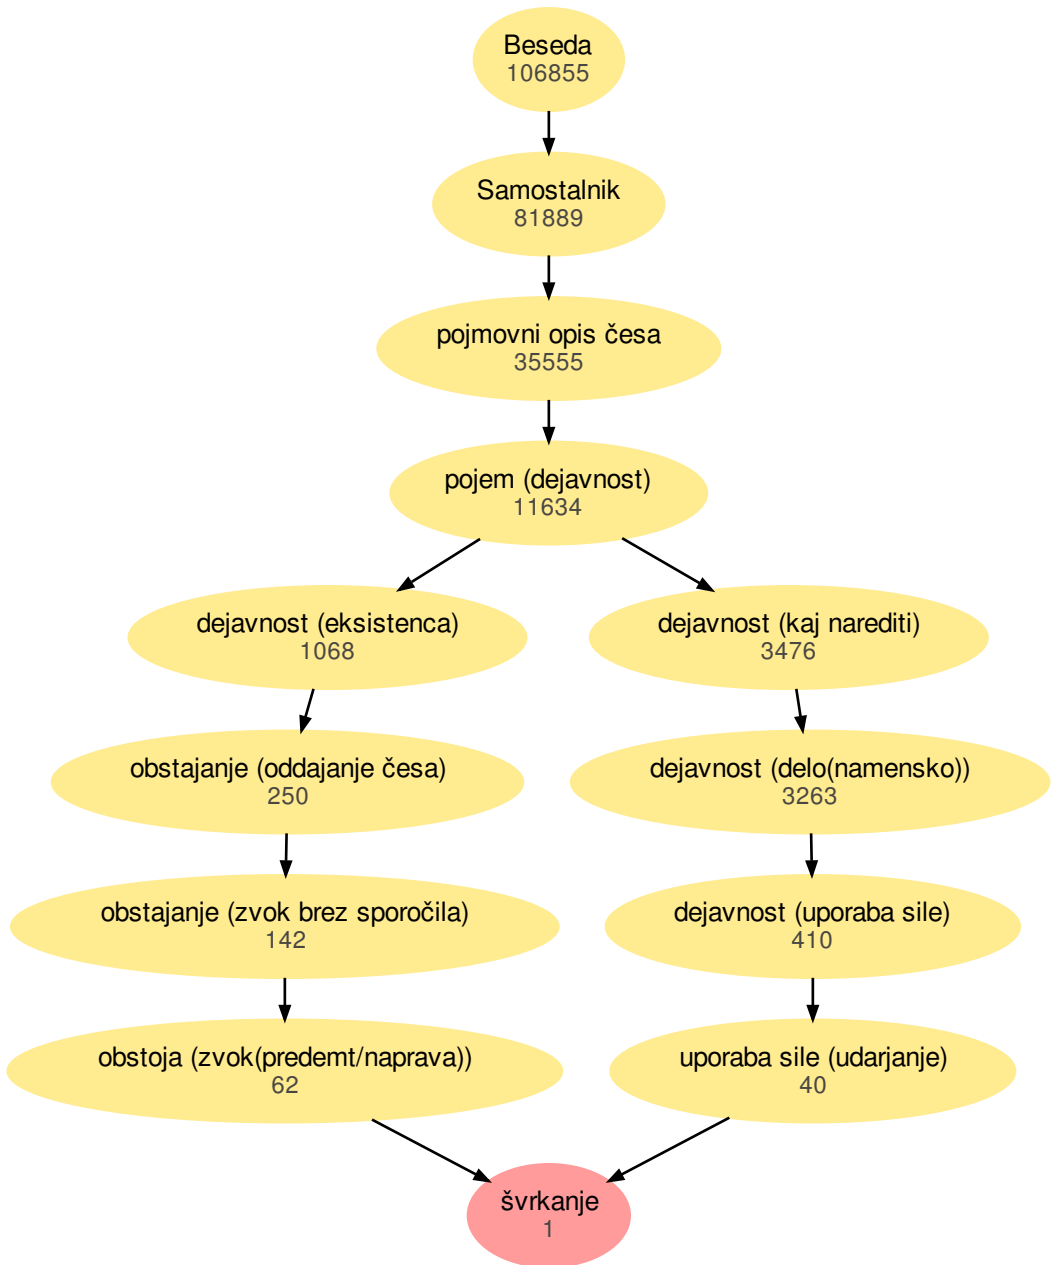 Beseda
106855
Samostalnik
81889
pojmovni opis česa
35555
pojem (dejavnost)
11634
dejavnost (eksistenca)
1068
dejavnost (kaj narediti)
3476
obstajanje (oddajanje česa)
250
dejavnost (delo(namensko))
3263
obstajanje (zvok brez sporočila)
142
dejavnost (uporaba sile)
410
obstoja (zvok(predemt/naprava))
62
uporaba sile (udarjanje)
40
švrkanje
1